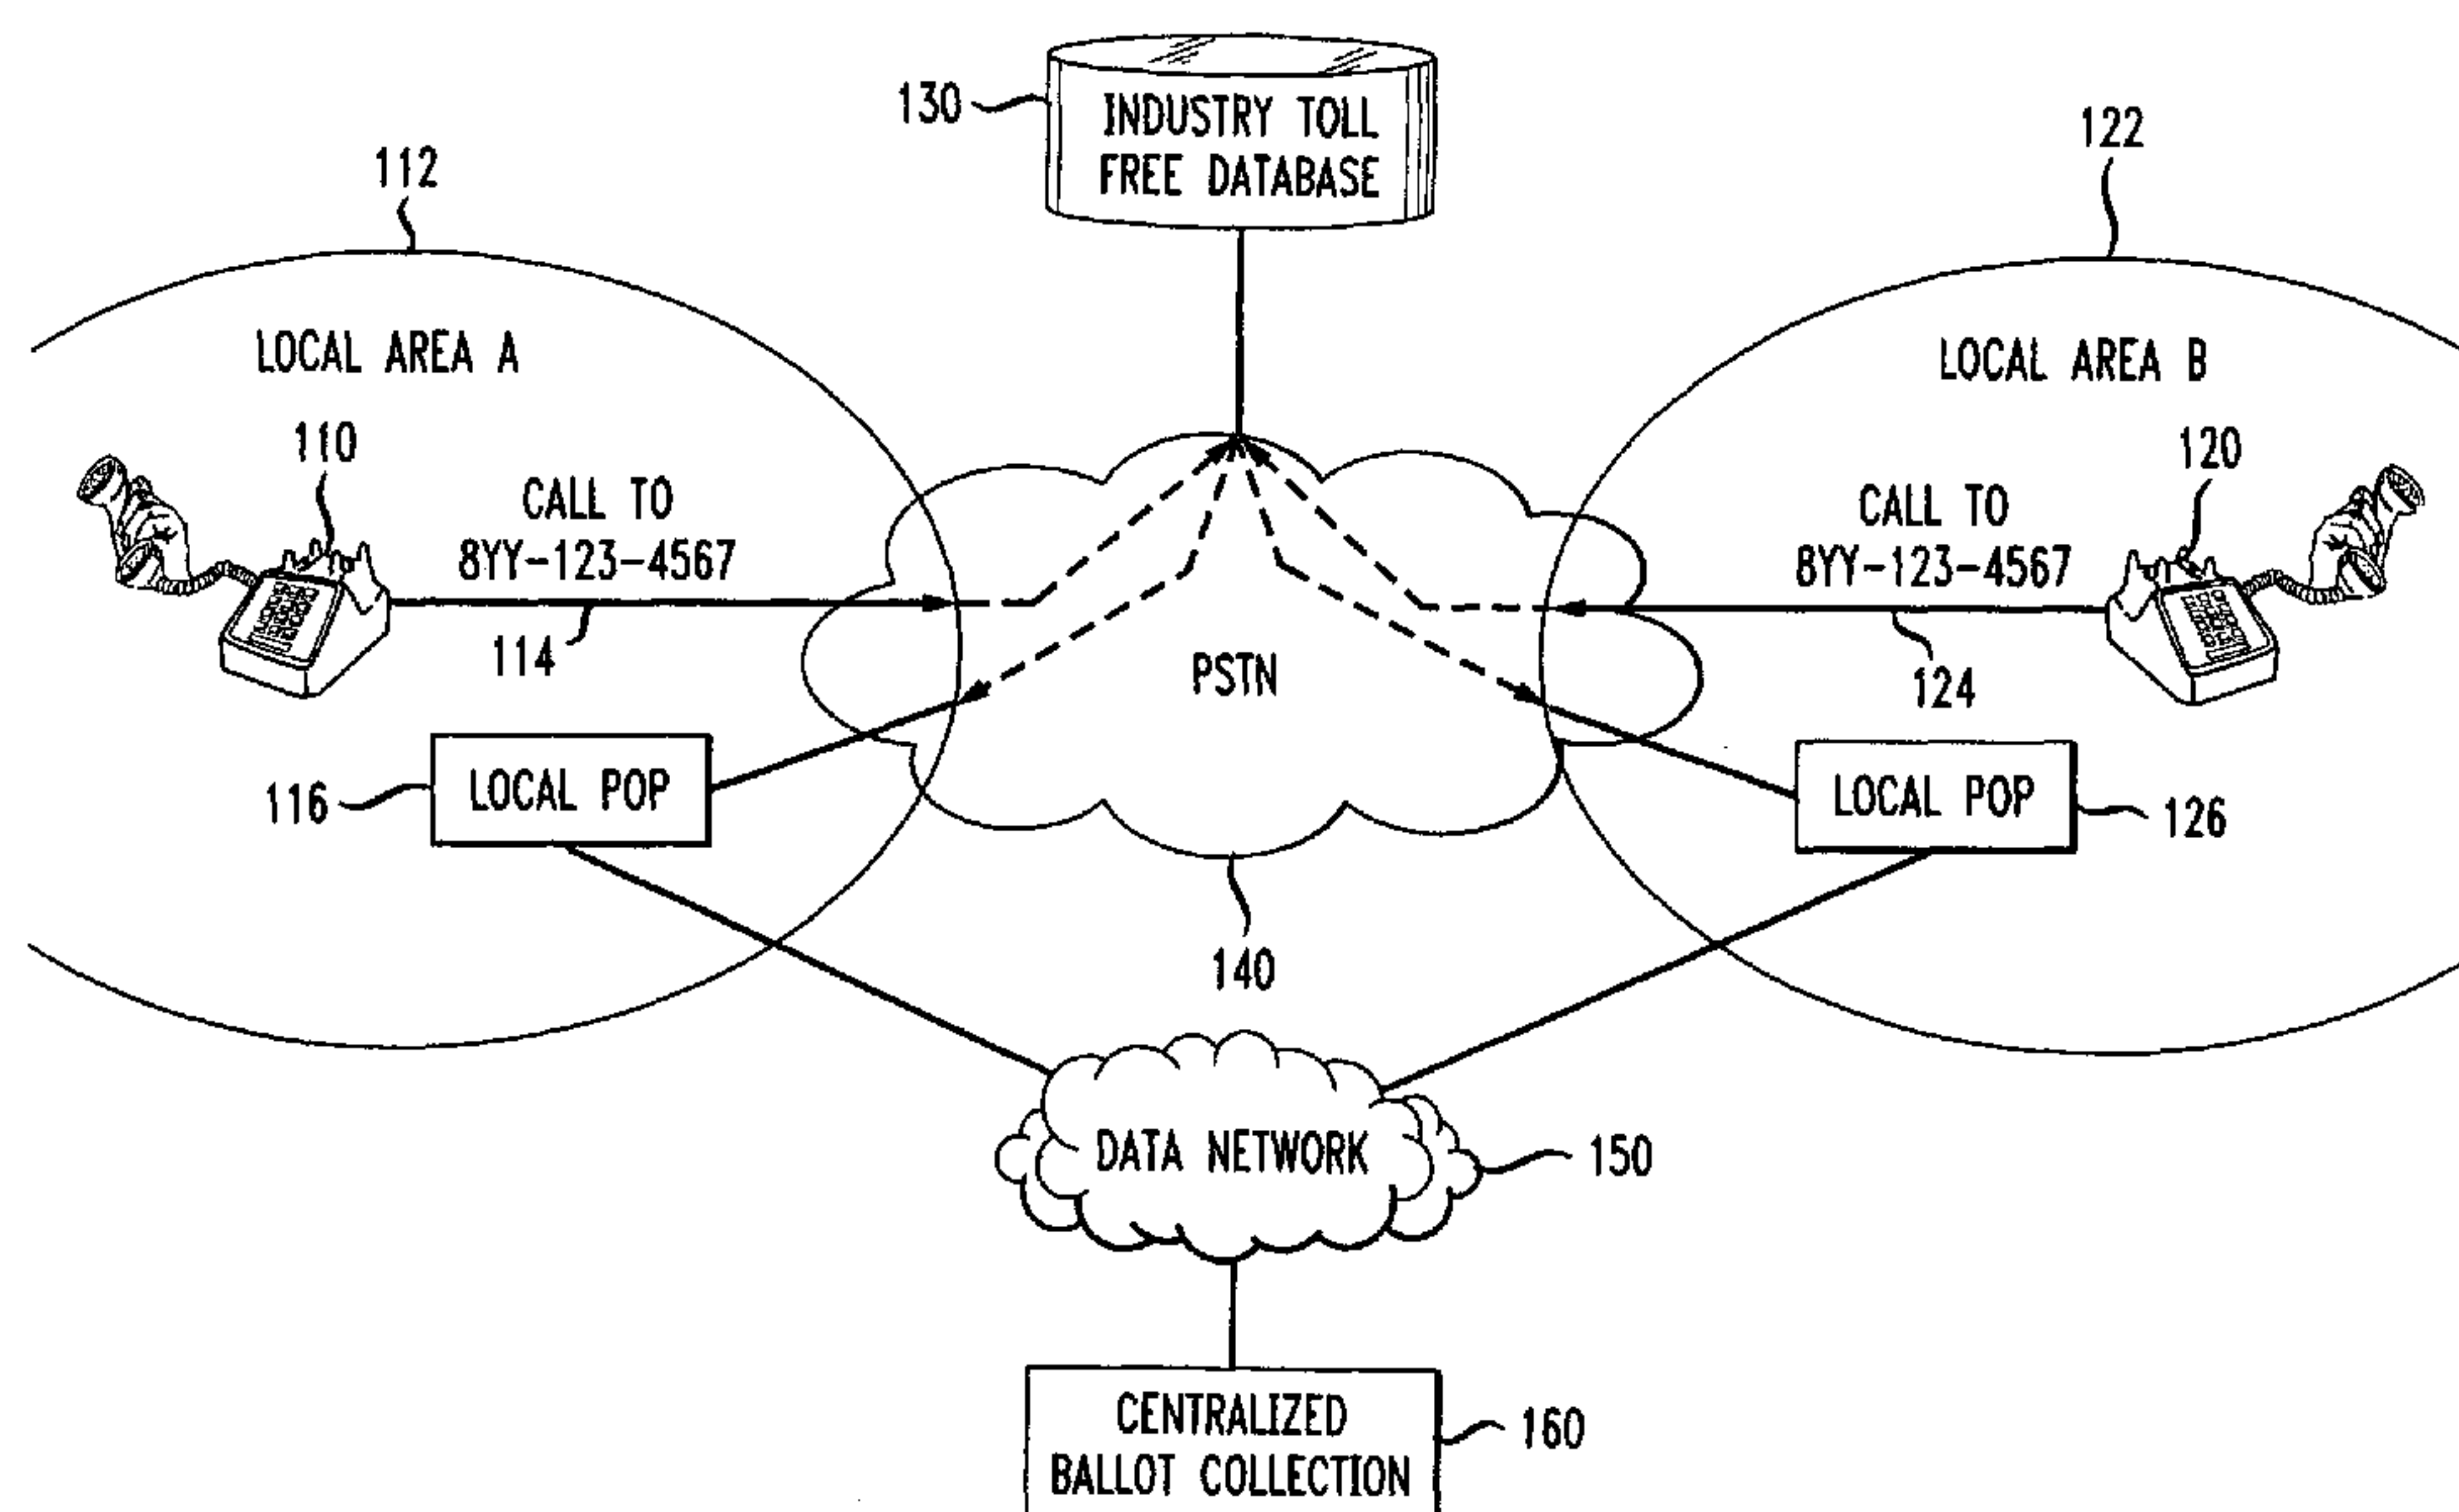 130
INDUSTRY TOLL
FREE DATABASE
112
122
LOCAL AREA A
LOCAL AREA B
110
120
CALL TO
8YY-123-4567
CALL TO
8YY-123-4567
114
124
PSTN
116
LOCAL POP
LOCAL POP
126
140
DATA NETWORK
150
CENTRALIZED
BALLOT COLLECTION
160